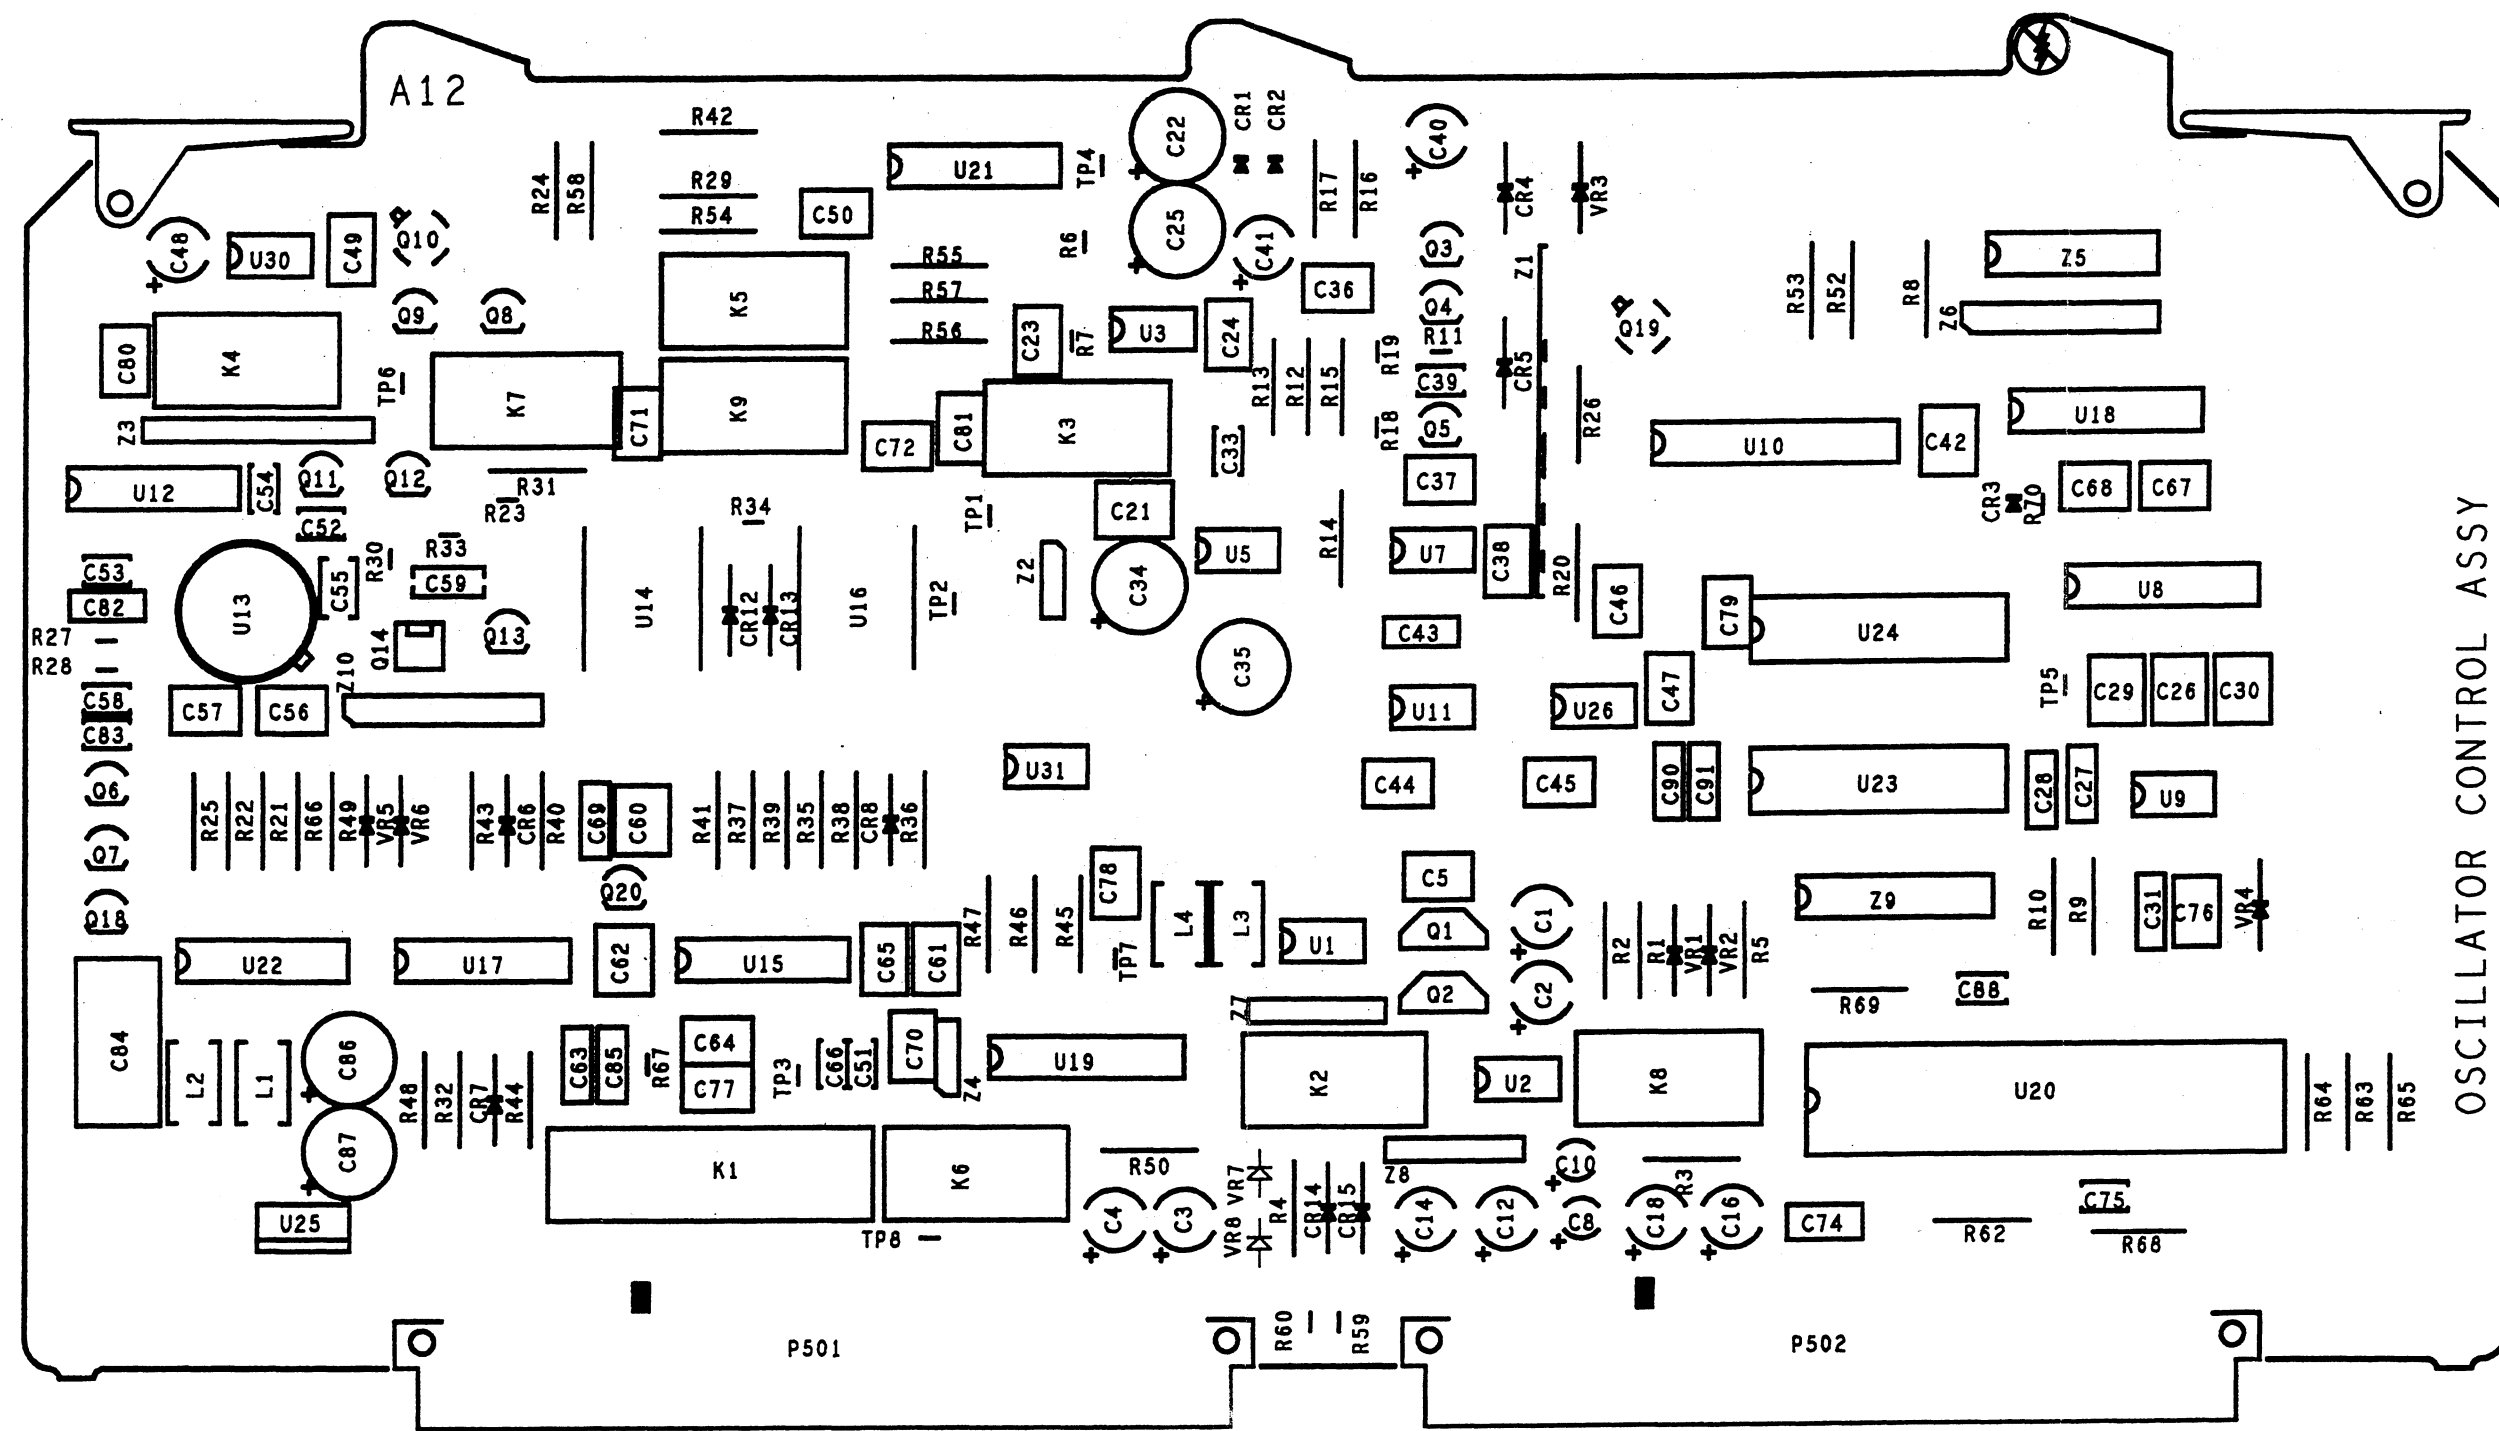 A12
R42
CR1
CR2
C22
C40
R24
R58
R29
R54
C50
U21
TP4
R17
R16
CR4
VR3
C48
U30
C49
Q10
R55
R57
R56
R6
C25
C41
C36
Q3
Z1
Q4
R11
Q19
R53
R52
R8
Z5
Z6
Q9
Q8
K5
C23
R7
U3
C24
C80
K4
TP6
K7
C71
K9
C72
C81
K3
R13
R12
R15
R19
C39
CR5
R18
Q5
R26
U10
C42
U18
Z3
C33
C37
C68
C67
CR3
R70
U12
C54
Q11
Q12
C52
R31
R23
R34
TP1
C21
U5
R14
U7
C38
R20
C46
C79
U24
U8
C53
C82
R27
R28
U13
C55
R30
R33
C59
Q14
Q13
U14
CR12
CR13
U16
TP2
Z2
C34
C35
C43
C47
Z10
C58
C83
C57
C56
U11
U26
TP5
C29
C26
C30
U31
C44
C45
C90
C91
U23
C28
C27
U9
Q6
Q7
Q18
R25
R22
R21
R66
R49
VR5
VR6
R43
CR6
R40
C69
C60
R41
R37
R39
R35
R38
CR8
R36
Q20
C78
C5
R47
R46
R45
TP7
L4
L3
U1
Q1
C1
R2
R1
VR1
VR2
R5
Z9
R10
R9
C31
C76
VR4
U22
U17
C62
U15
C65
C61
Q2
C2
Z7
R69
C88
C84
L2
L1
C86
R48
R32
CR7
R44
C63
C85
R67
C64
C77
TP3
C66
C51
C70
Z4
U19
K2
U2
K8
U20
R64
R63
R65
C87
U25
K1
K6
TP8
R50
C4
C3
VR7
VR8
R4
CR14
CR15
Z8
C14
C12
C10
C8
R3
C18
C16
C74
R62
C75
R68
P501
R60
R59
P502
OSCILLATOR CONTROL ASSY